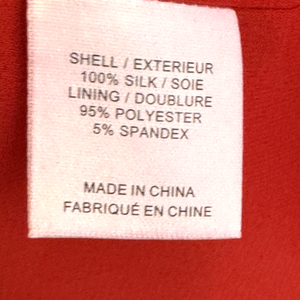 SHELL / EXTERIEUR
100% SILK / SOIE
LINING / DOUBLURE
95% POLYESTER
5% SPANDEX
MADE IN CHINA
FABRIQUÉ EN CHINE